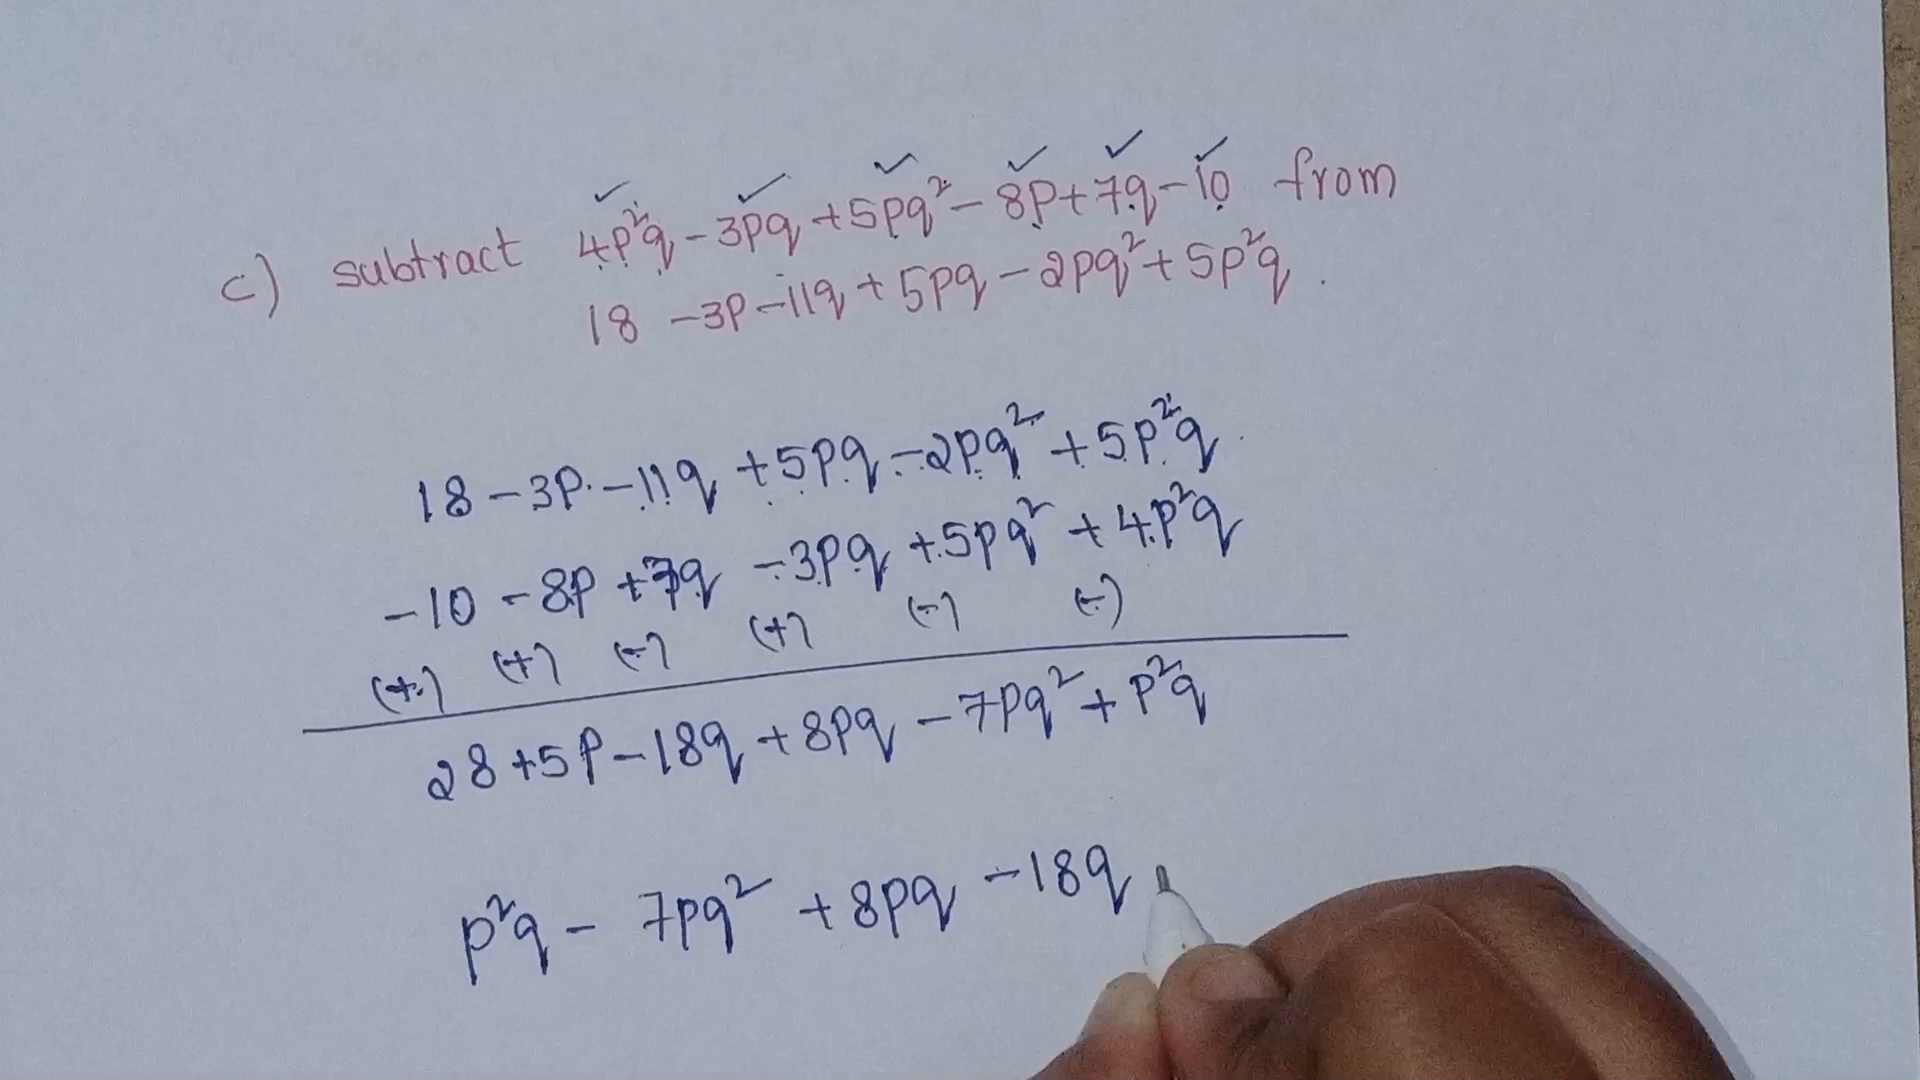 c) subtract 4p²q - 3pq + 5pq² - 8p + 7q - 10 from
18 - 3p - 11q + 5pq - 2pq² + 5p²q.
18 - 3p - 11q + 5pq - 2pq² + 5p²q
-10 - 8p + 7q - 3pq + 5pq² + 4p²q
(+) (+) (-) (+) (-) (-)
28 + 5p - 18q + 8pq - 7pq² + p²q
p²q - 7pq² + 8pq - 18q